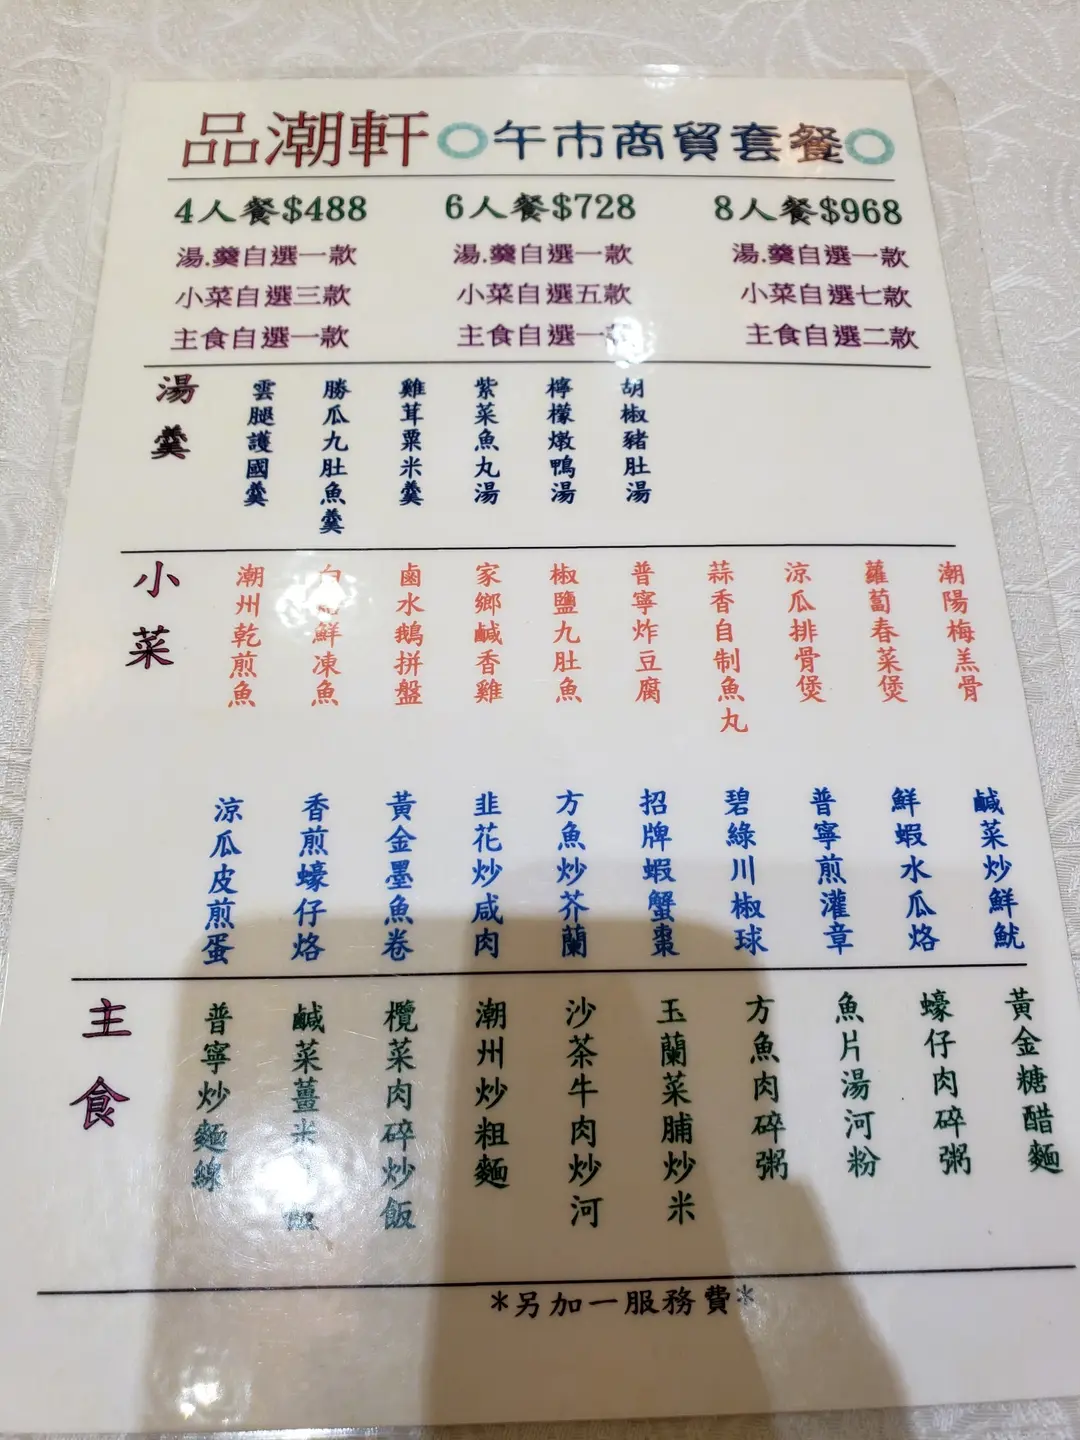 品潮軒○午市商貿套餐○
4人餐$488
湯.羹自選一款
小菜自選三款
主食自選一款
6人餐$728
湯.羹自選一款
小菜自選五款
主食自選一
8人餐$968
湯.羹自選一款
小菜自選七款
主食自選二款
湯羹
雲腿護國羹
勝瓜九肚魚羹
雞茸粟米羹
紫菜魚丸湯
檸檬燉鴨湯
胡椒豬肚湯
小菜
潮州乾煎魚
鮮凍魚
鹵水鵝拼盤
家鄉鹹香雞
椒鹽九肚魚
普寧炸豆腐
蒜香自制魚丸
涼瓜排骨煲
蘿蔔春菜煲
潮陽梅羔骨
涼瓜皮煎蛋
香煎蠔仔烙
黃金墨魚卷
韭花炒咸肉
方魚炒芥蘭
招牌蝦蟹棗
碧綠川椒球
普寧煎灌章
鮮蝦水瓜烙
鹹菜炒鮮魷
主食
普寧炒麵線
鹹菜薑米
欖菜肉碎炒飯
潮州炒粗麵
沙茶牛肉炒河
玉蘭菜脯炒米
方魚肉碎粥
魚片湯河粉
蠔仔肉碎粥
黃金糖醋麵
*另加一服務費*